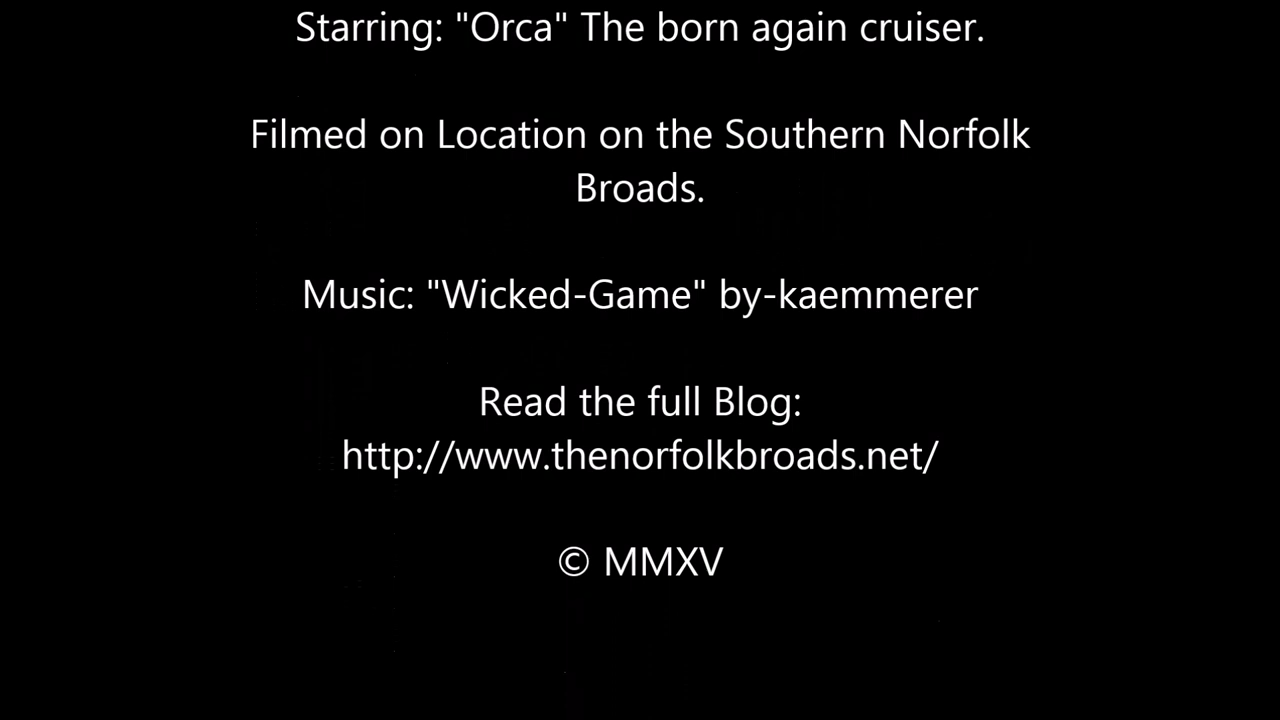 Starring: "Orca" The born again cruiser.
Filmed on Location on the Southern Norfolk
Broads.
Music: "Wicked-Game" by-kaemmerer
Read the full Blog:
http://www.thenorfolkbroads.net/
© MMXV